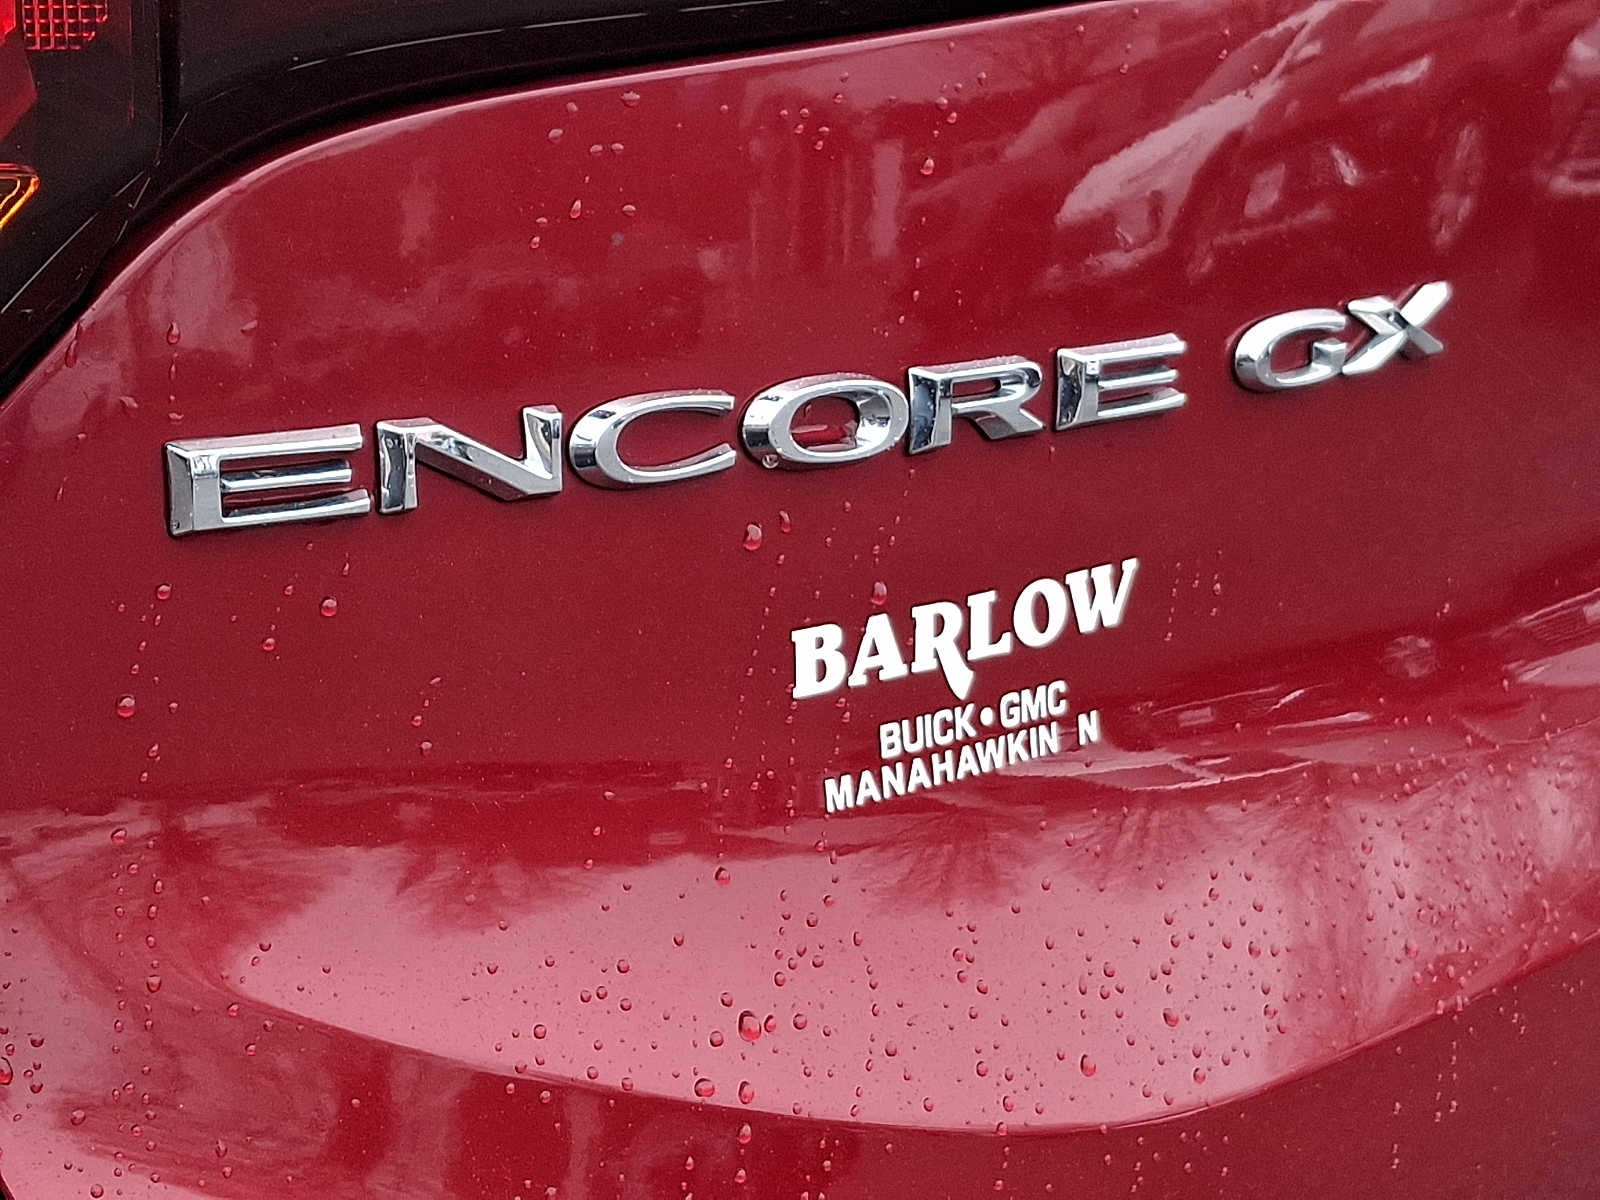 ENCORE GX
BARLOW
BUICK•GMC
MANAHAWKIN N